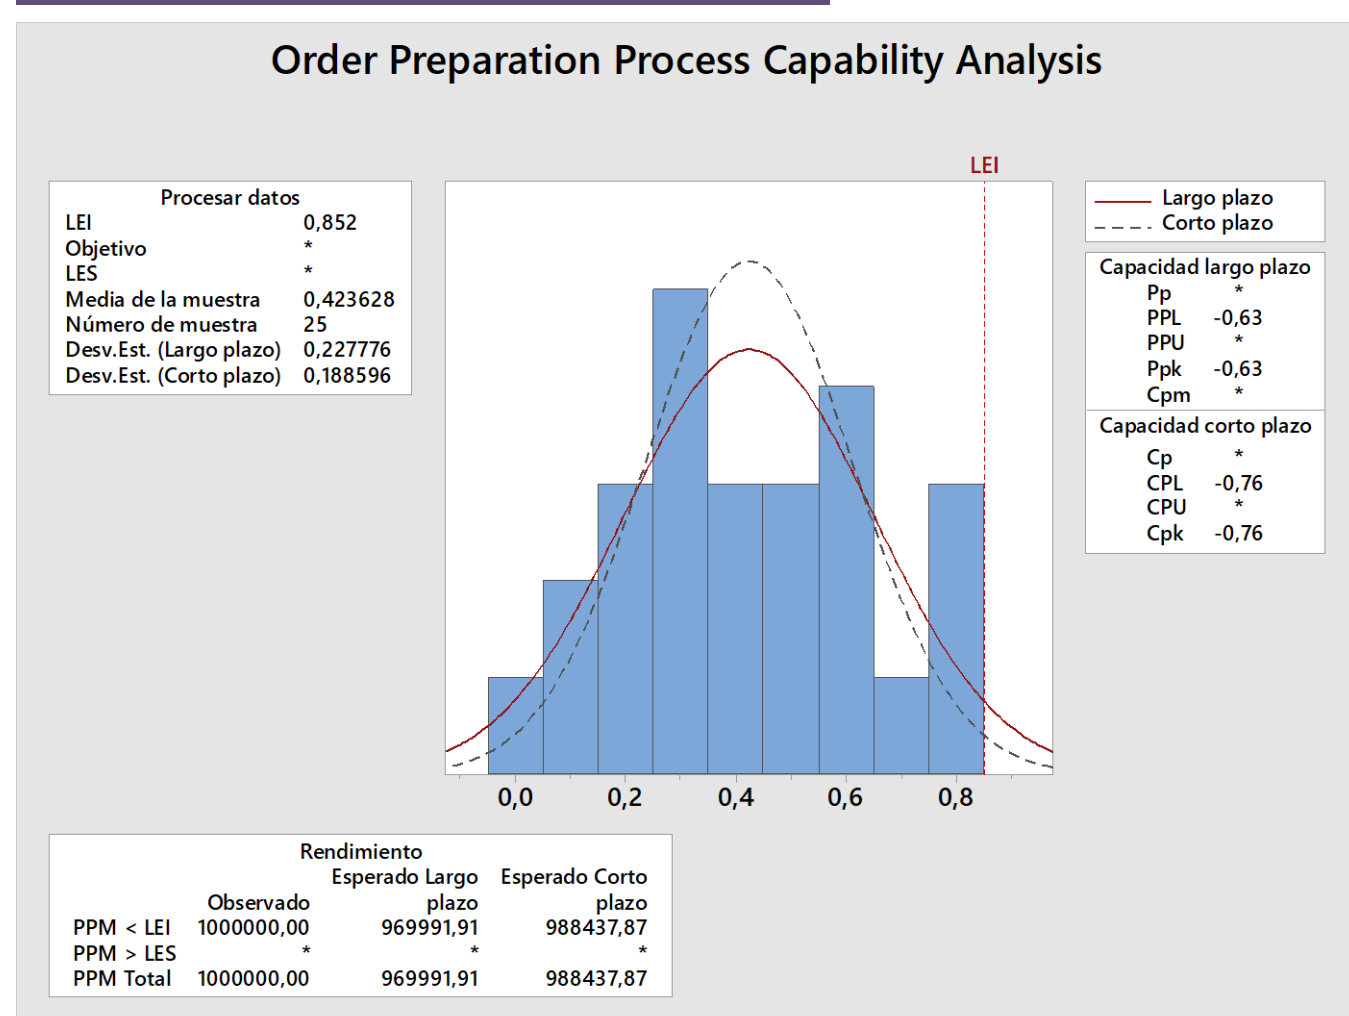 Order Preparation Process Capability Analysis
LEI
Procesar datos
LEI 0,852
Objetivo *
LES *
Media de la muestra 0,423628
Número de muestra 25
Desv.Est. (Largo plazo) 0,227776
Desv.Est. (Corto plazo) 0,188596
Largo plazo
Corto plazo
Capacidad largo plazo
Pp *
PPL -0,63
PPU *
Ppk -0,63
Cpm *
Capacidad corto plazo
Cp *
CPL -0,76
CPU *
Cpk -0,76
0,0 0,2 0,4 0,6 0,8
Rendimiento
Esperado Largo Esperado Corto
Observado plazo plazo
PPM < LEI 1000000,00 969991,91 988437,87
PPM > LES * * *
PPM Total 1000000,00 969991,91 988437,87